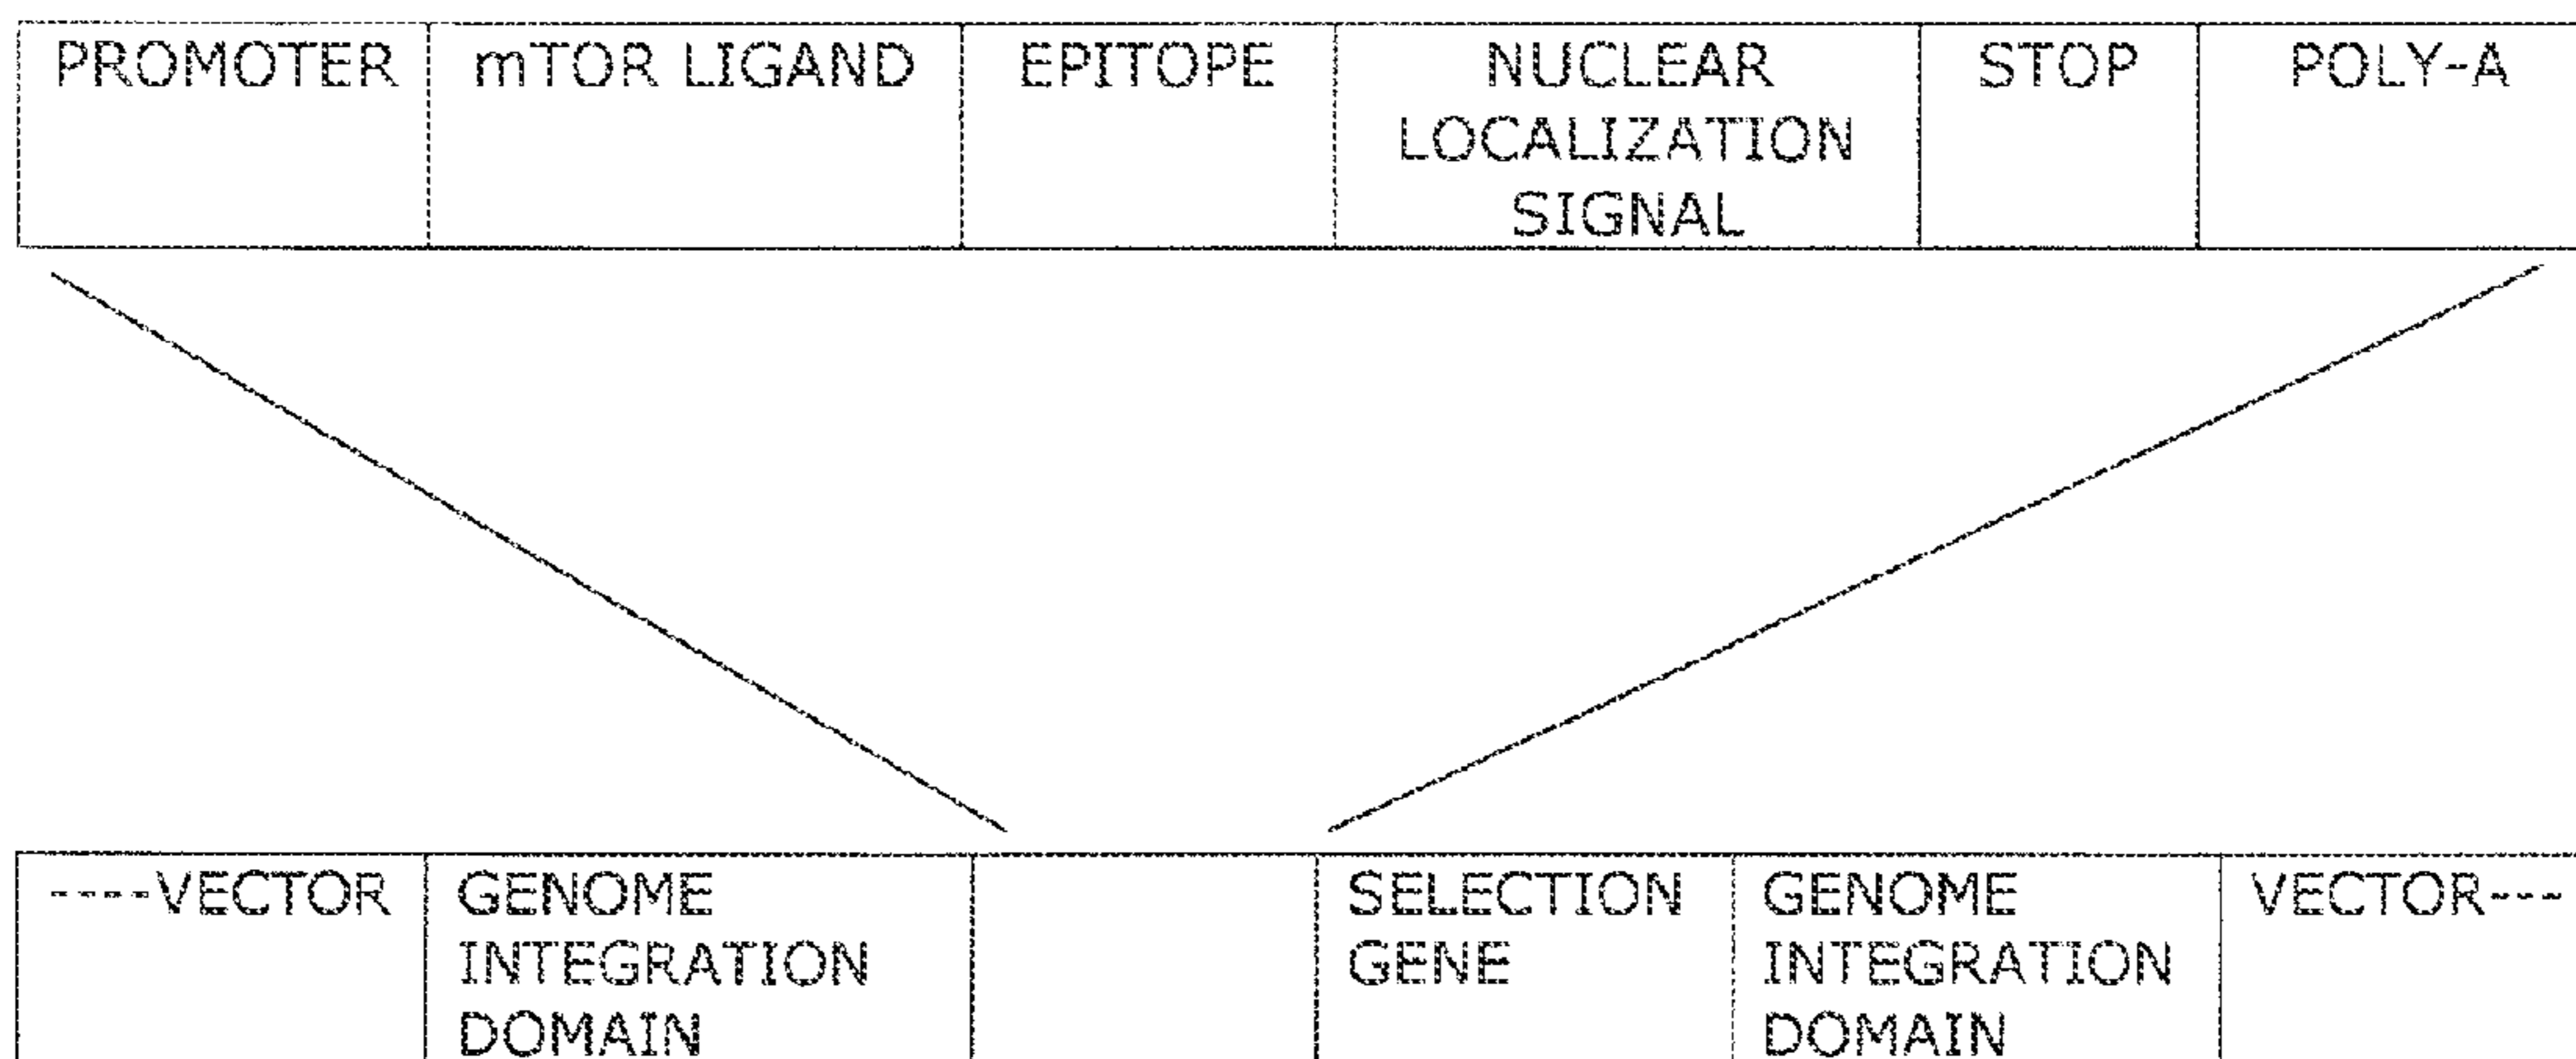 PROMOTER
mTOR LIGAND
EPITOPE
NUCLEAR
LOCALIZATION
SIGNAL
STOP
POLY-A
----VECTOR
GENOME
INTEGRATION
DOMAIN
SELECTION
GENE
GENOME
INTEGRATION
DOMAIN
VECTOR---